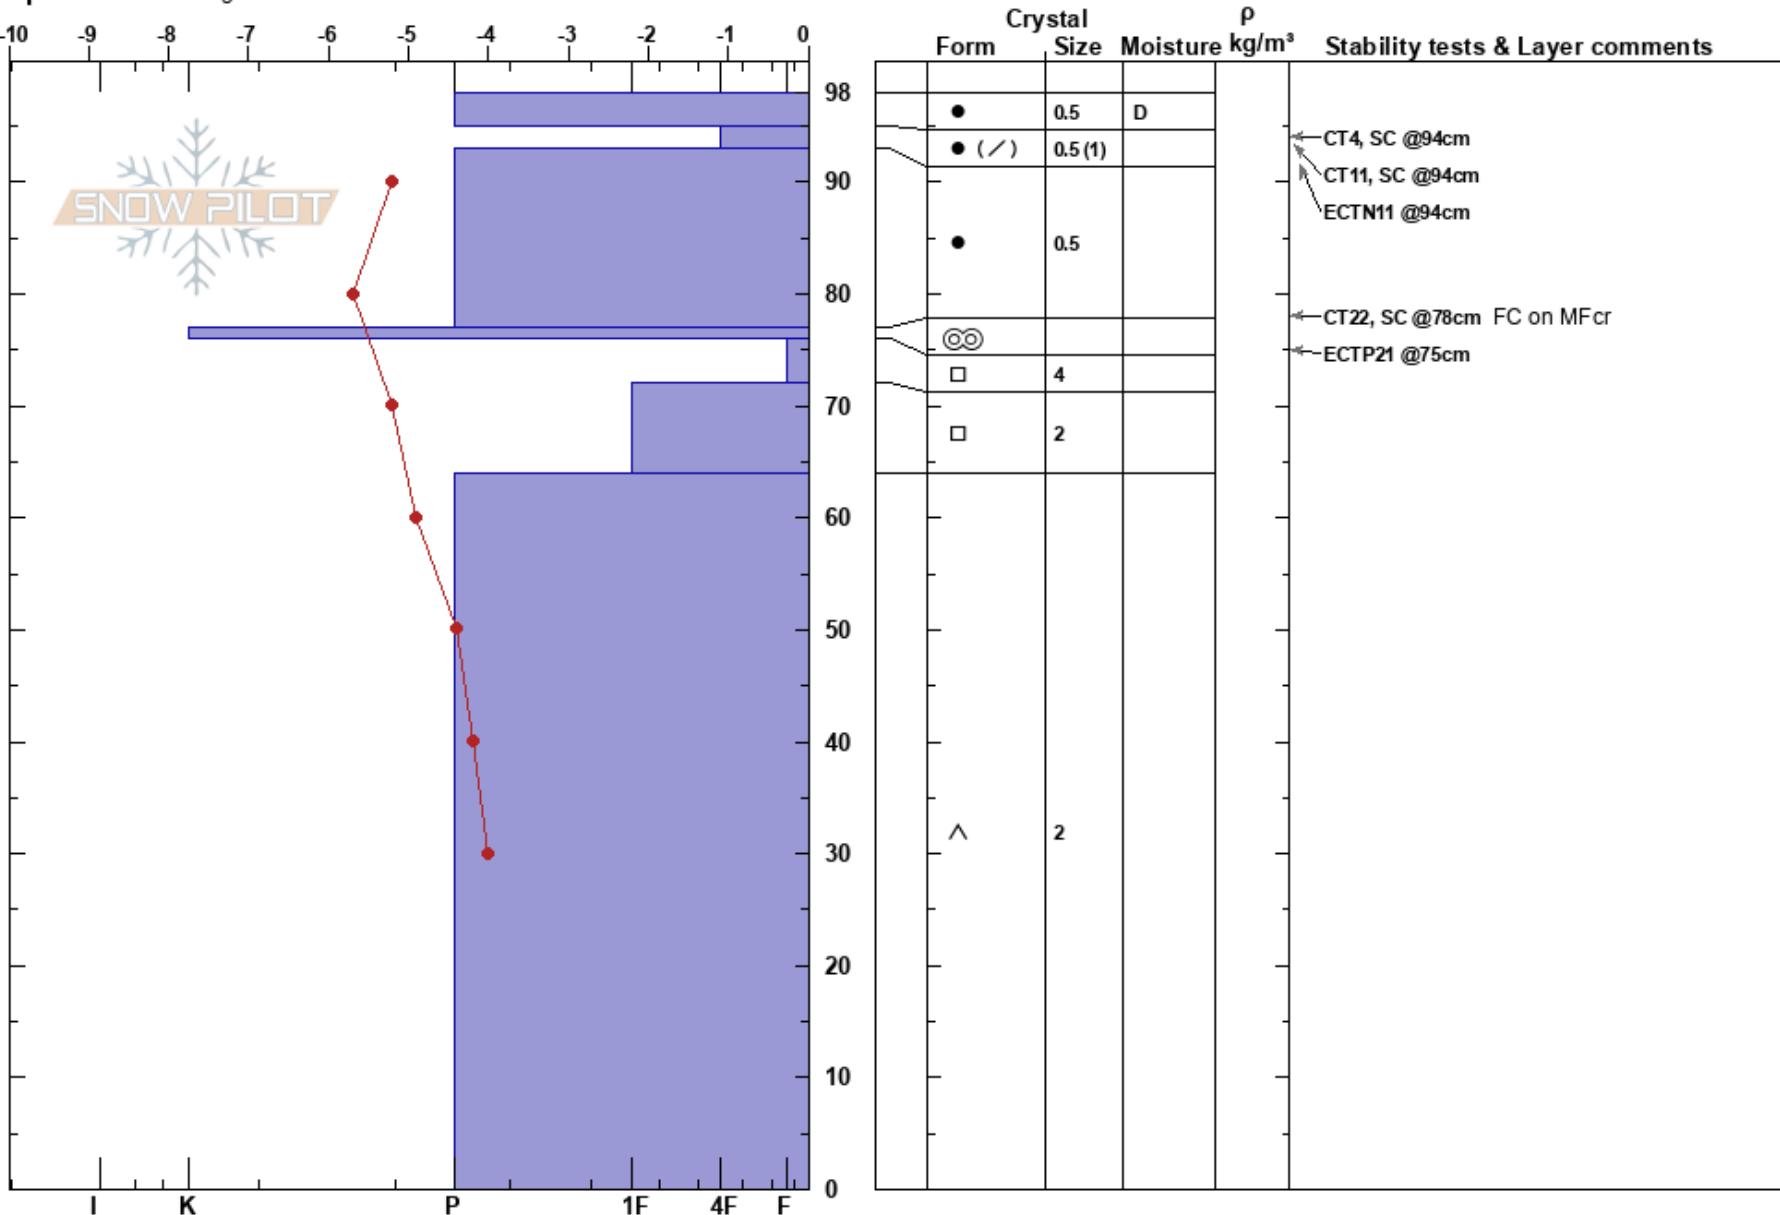 Crystal ρ
-10 -9 -8 -7 -6 -5 -4 -3 -2 -1 0
Form Size Moisture kg/m³ Stability tests & Layer comments
98
0.5 D
CT4, SC @94cm
0.5 (1)
CT11, SC @94cm
90
SNOW PILOT
ECTN11 @94cm
0.5
80
CT22, SC @78cm FC on MFcr
ECTP21 @75cm
4
70
2
60
50
40
2
30
20
10
0
I K P 1F 4F F